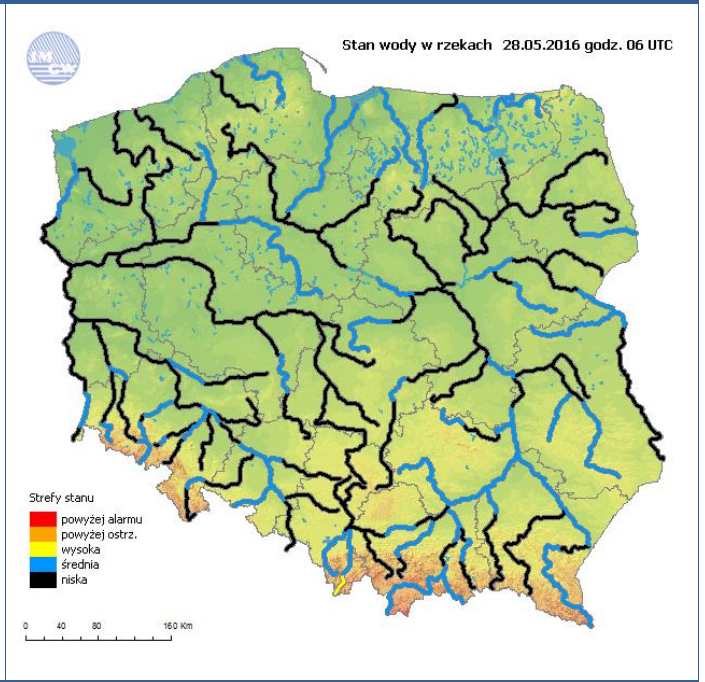 Stan wody w rzekach 28.05.2016 godz. 06 UTC
Strefy stanu
powyżej alarmu
powyżej ostrz.
wysoka
średnia
niska
0 40 80 160 Km